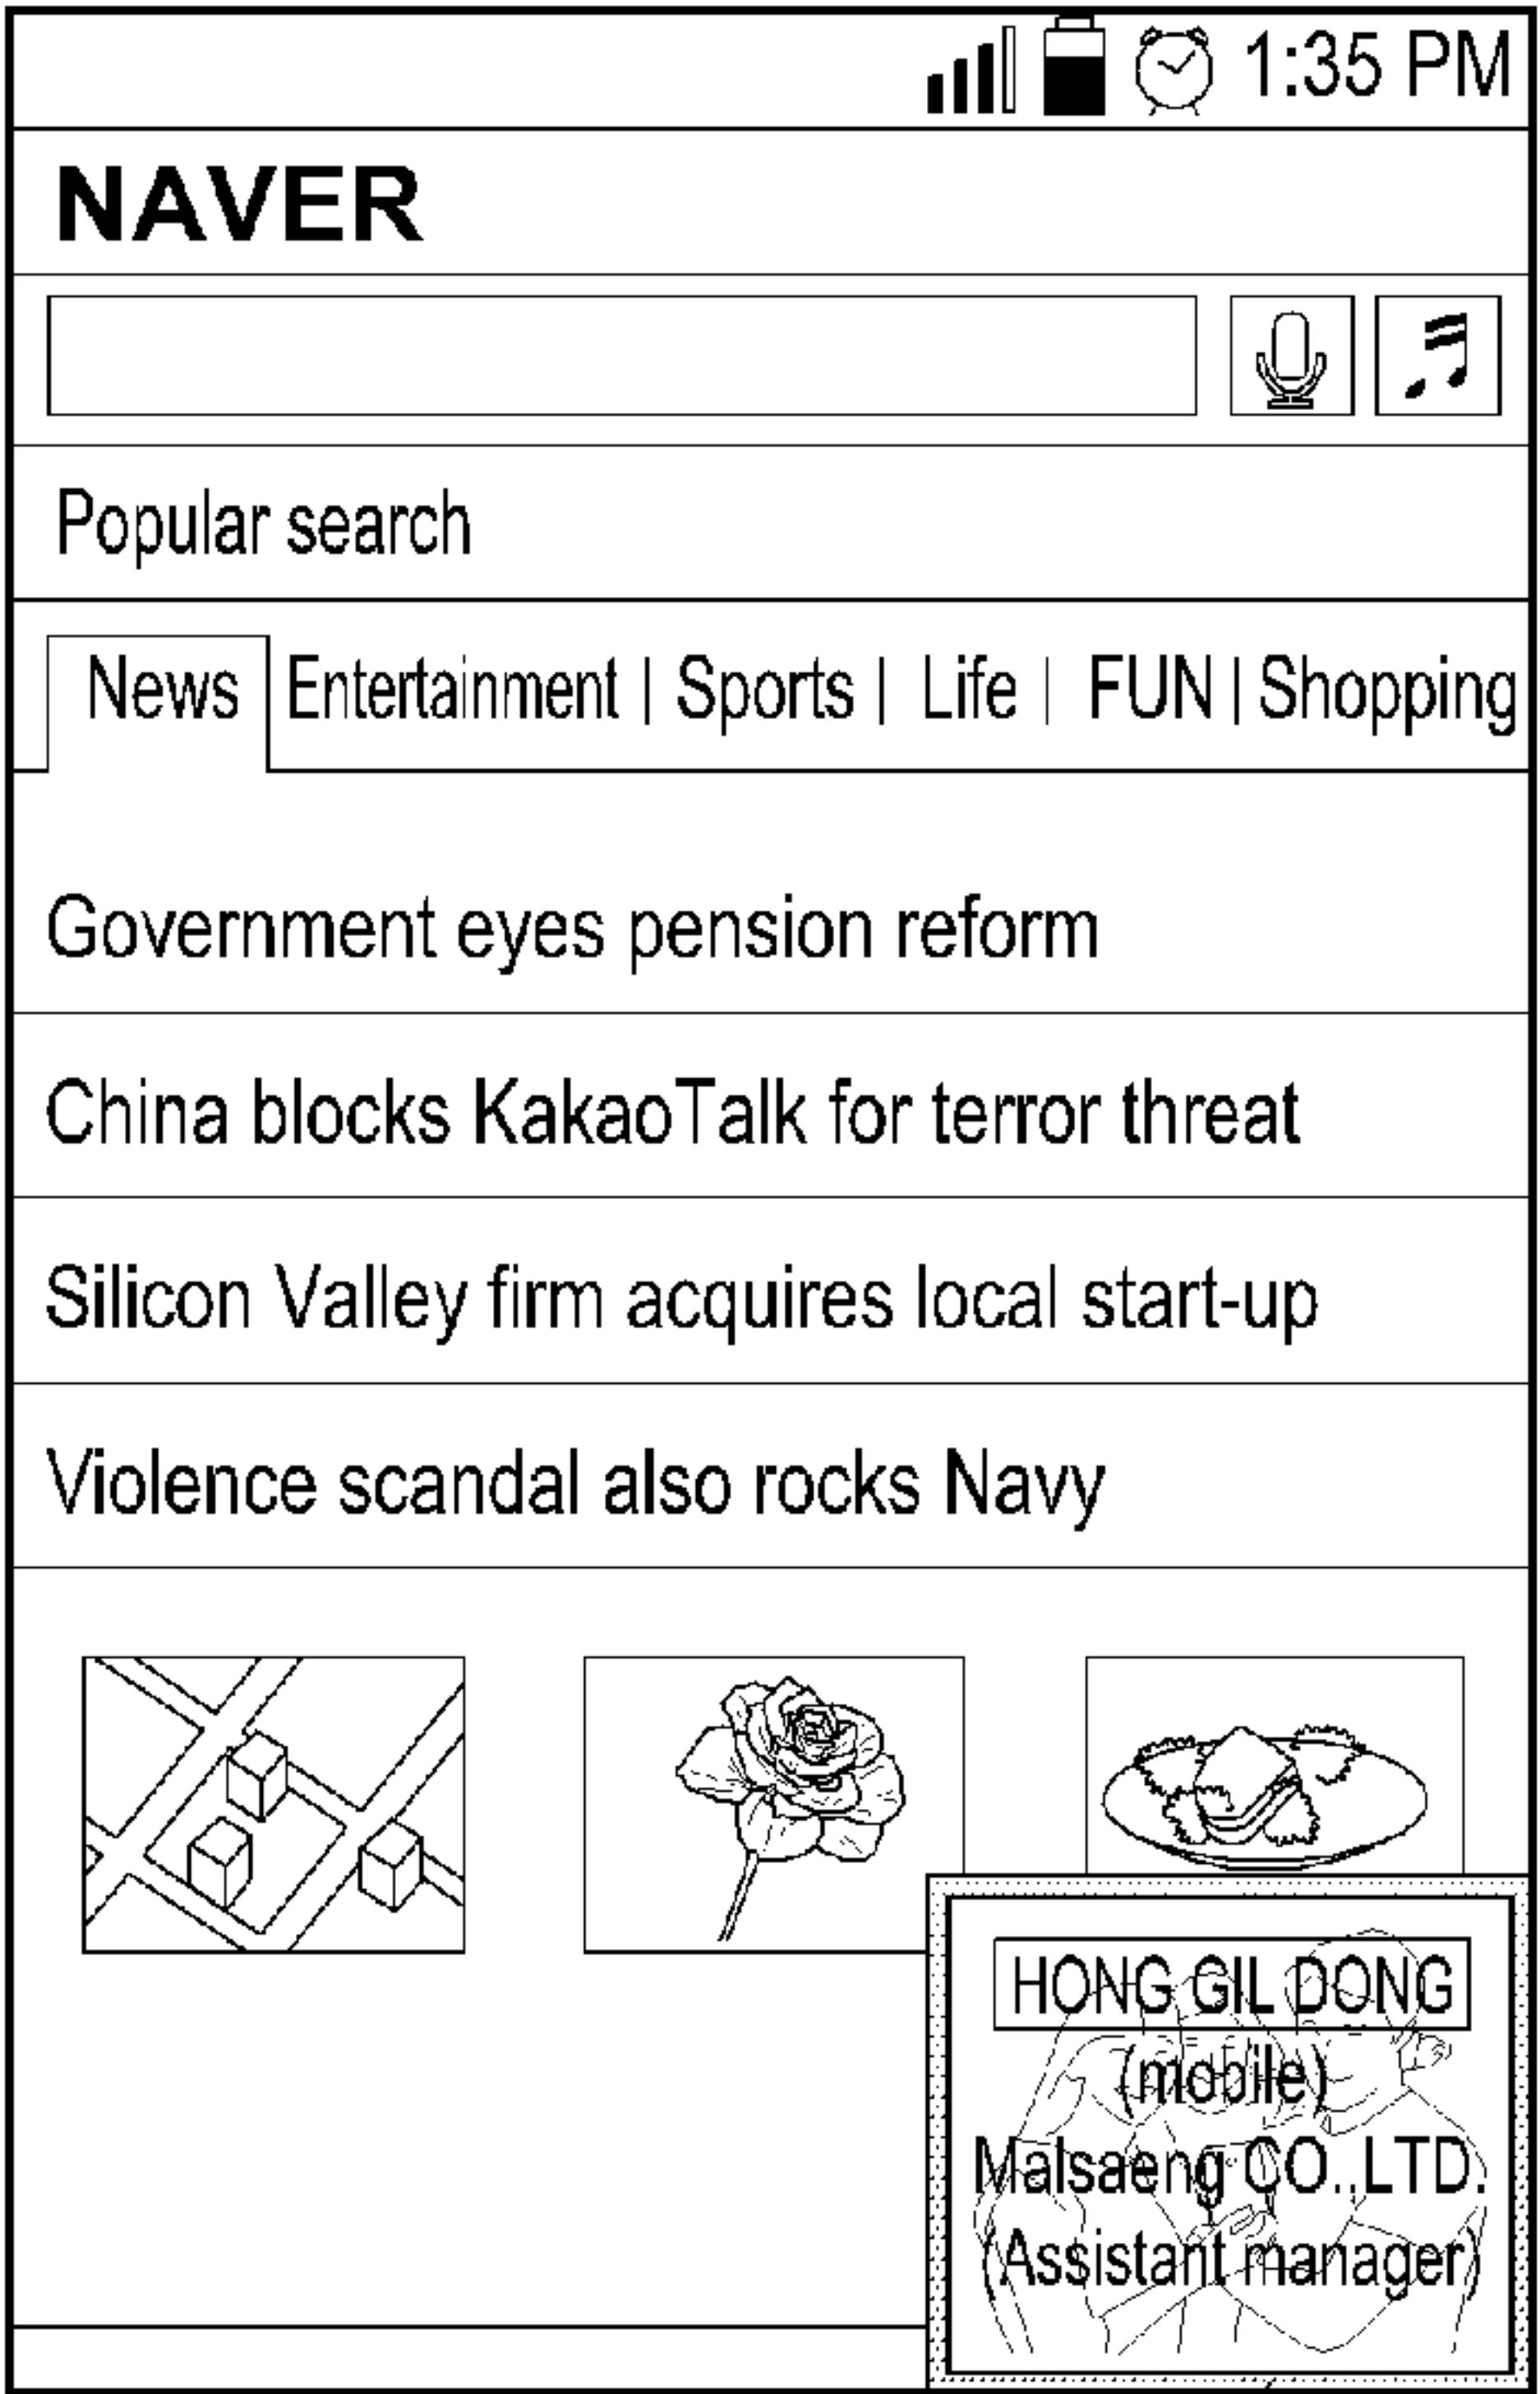 1:35 PM
NAVER
Popular search
News Entertainment | Sports | Life | FUN | Shopping
Government eyes pension reform
China blocks KakaoTalk for terror threat
Silicon Valley firm acquires local start-up
Violence scandal also rocks Navy
HONG GIL DONG
(mobile)
Malsaeng CO.,LTD.
(Assistant manager)